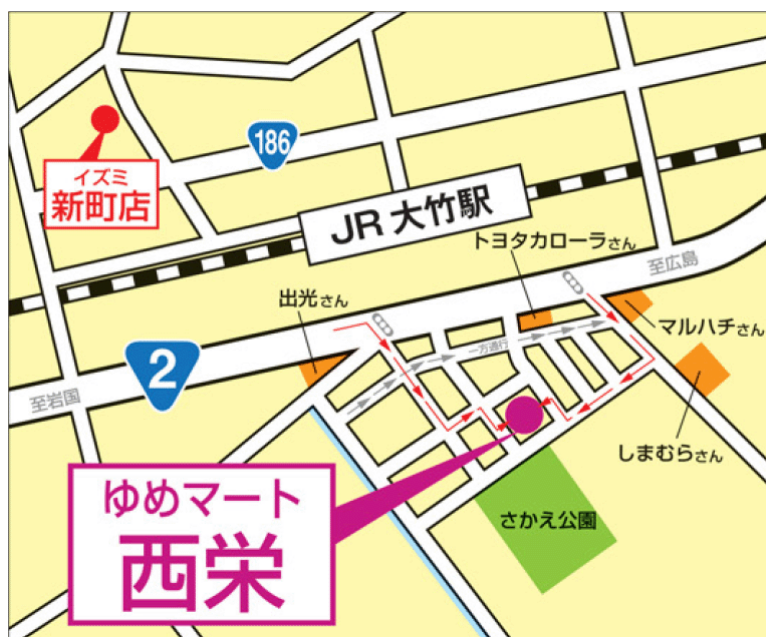 186
イズミ
新町店
JR 大竹駅
トヨタカローラさん
至広島
出光さん
マルハチさん
一方通行
2
至岩国
しまむらさん
ゆめマート
西栄
さかえ公園